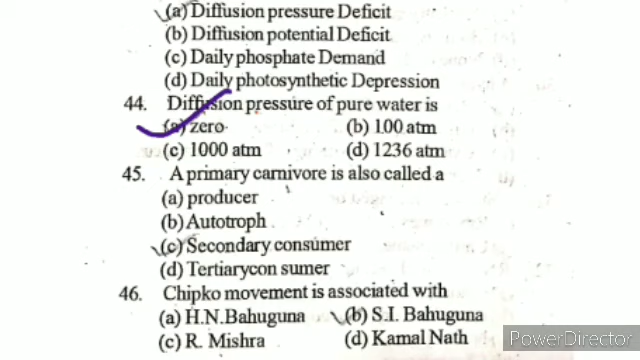 (a) Diffusion pressure Deficit
(b) Diffusion potential Deficit
(c) Daily phosphate Demand
(d) Daily photosynthetic Depression
44. Diffusion pressure of pure water is
(a) zero (b) 100 atm
(c) 1000 atm (d) 1236 atm
45. A primary carnivore is also called a
(a) producer
(b) Autotroph
(c) Secondary consumer
(d) Tertiarycon sumer
46. Chipko movement is associated with
(a) H.N.Bahuguna (b) S.I. Bahuguna
(c) R. Mishra (d) Kamal Nath
PowerDirector